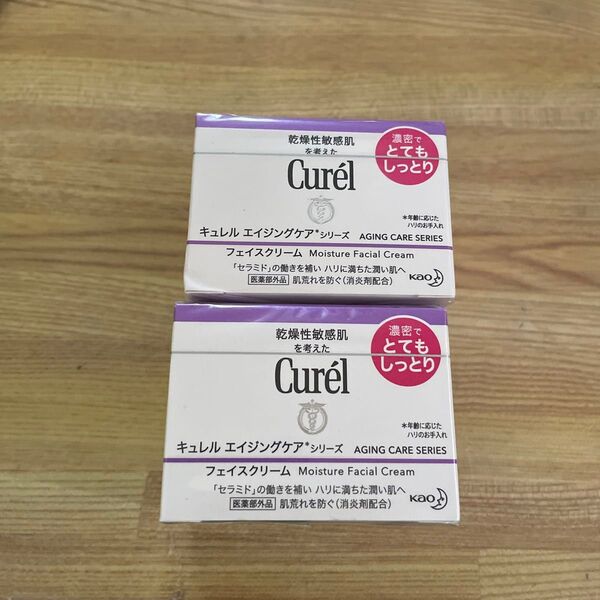 乾燥性敏感肌
を考えた
Curél
濃密で
とても
しっとり
*年齢に応じた
ハリのお手入れ
キュレル エイジングケア*シリーズ AGING CARE SERIES
フェイスクリーム Moisture Facial Cream
「セラミド」の働きを補い ハリに満ちた潤い肌へ
医薬部外品 肌荒れを防ぐ(消炎剤配合)
Kao
乾燥性敏感肌
を考えた
Curél
濃密で
とても
しっとり
*年齢に応じた
ハリのお手入れ
キュレル エイジングケア*シリーズ AGING CARE SERIES
フェイスクリーム Moisture Facial Cream
「セラミド」の働きを補い ハリに満ちた潤い肌へ
医薬部外品 肌荒れを防ぐ(消炎剤配合)
Kao